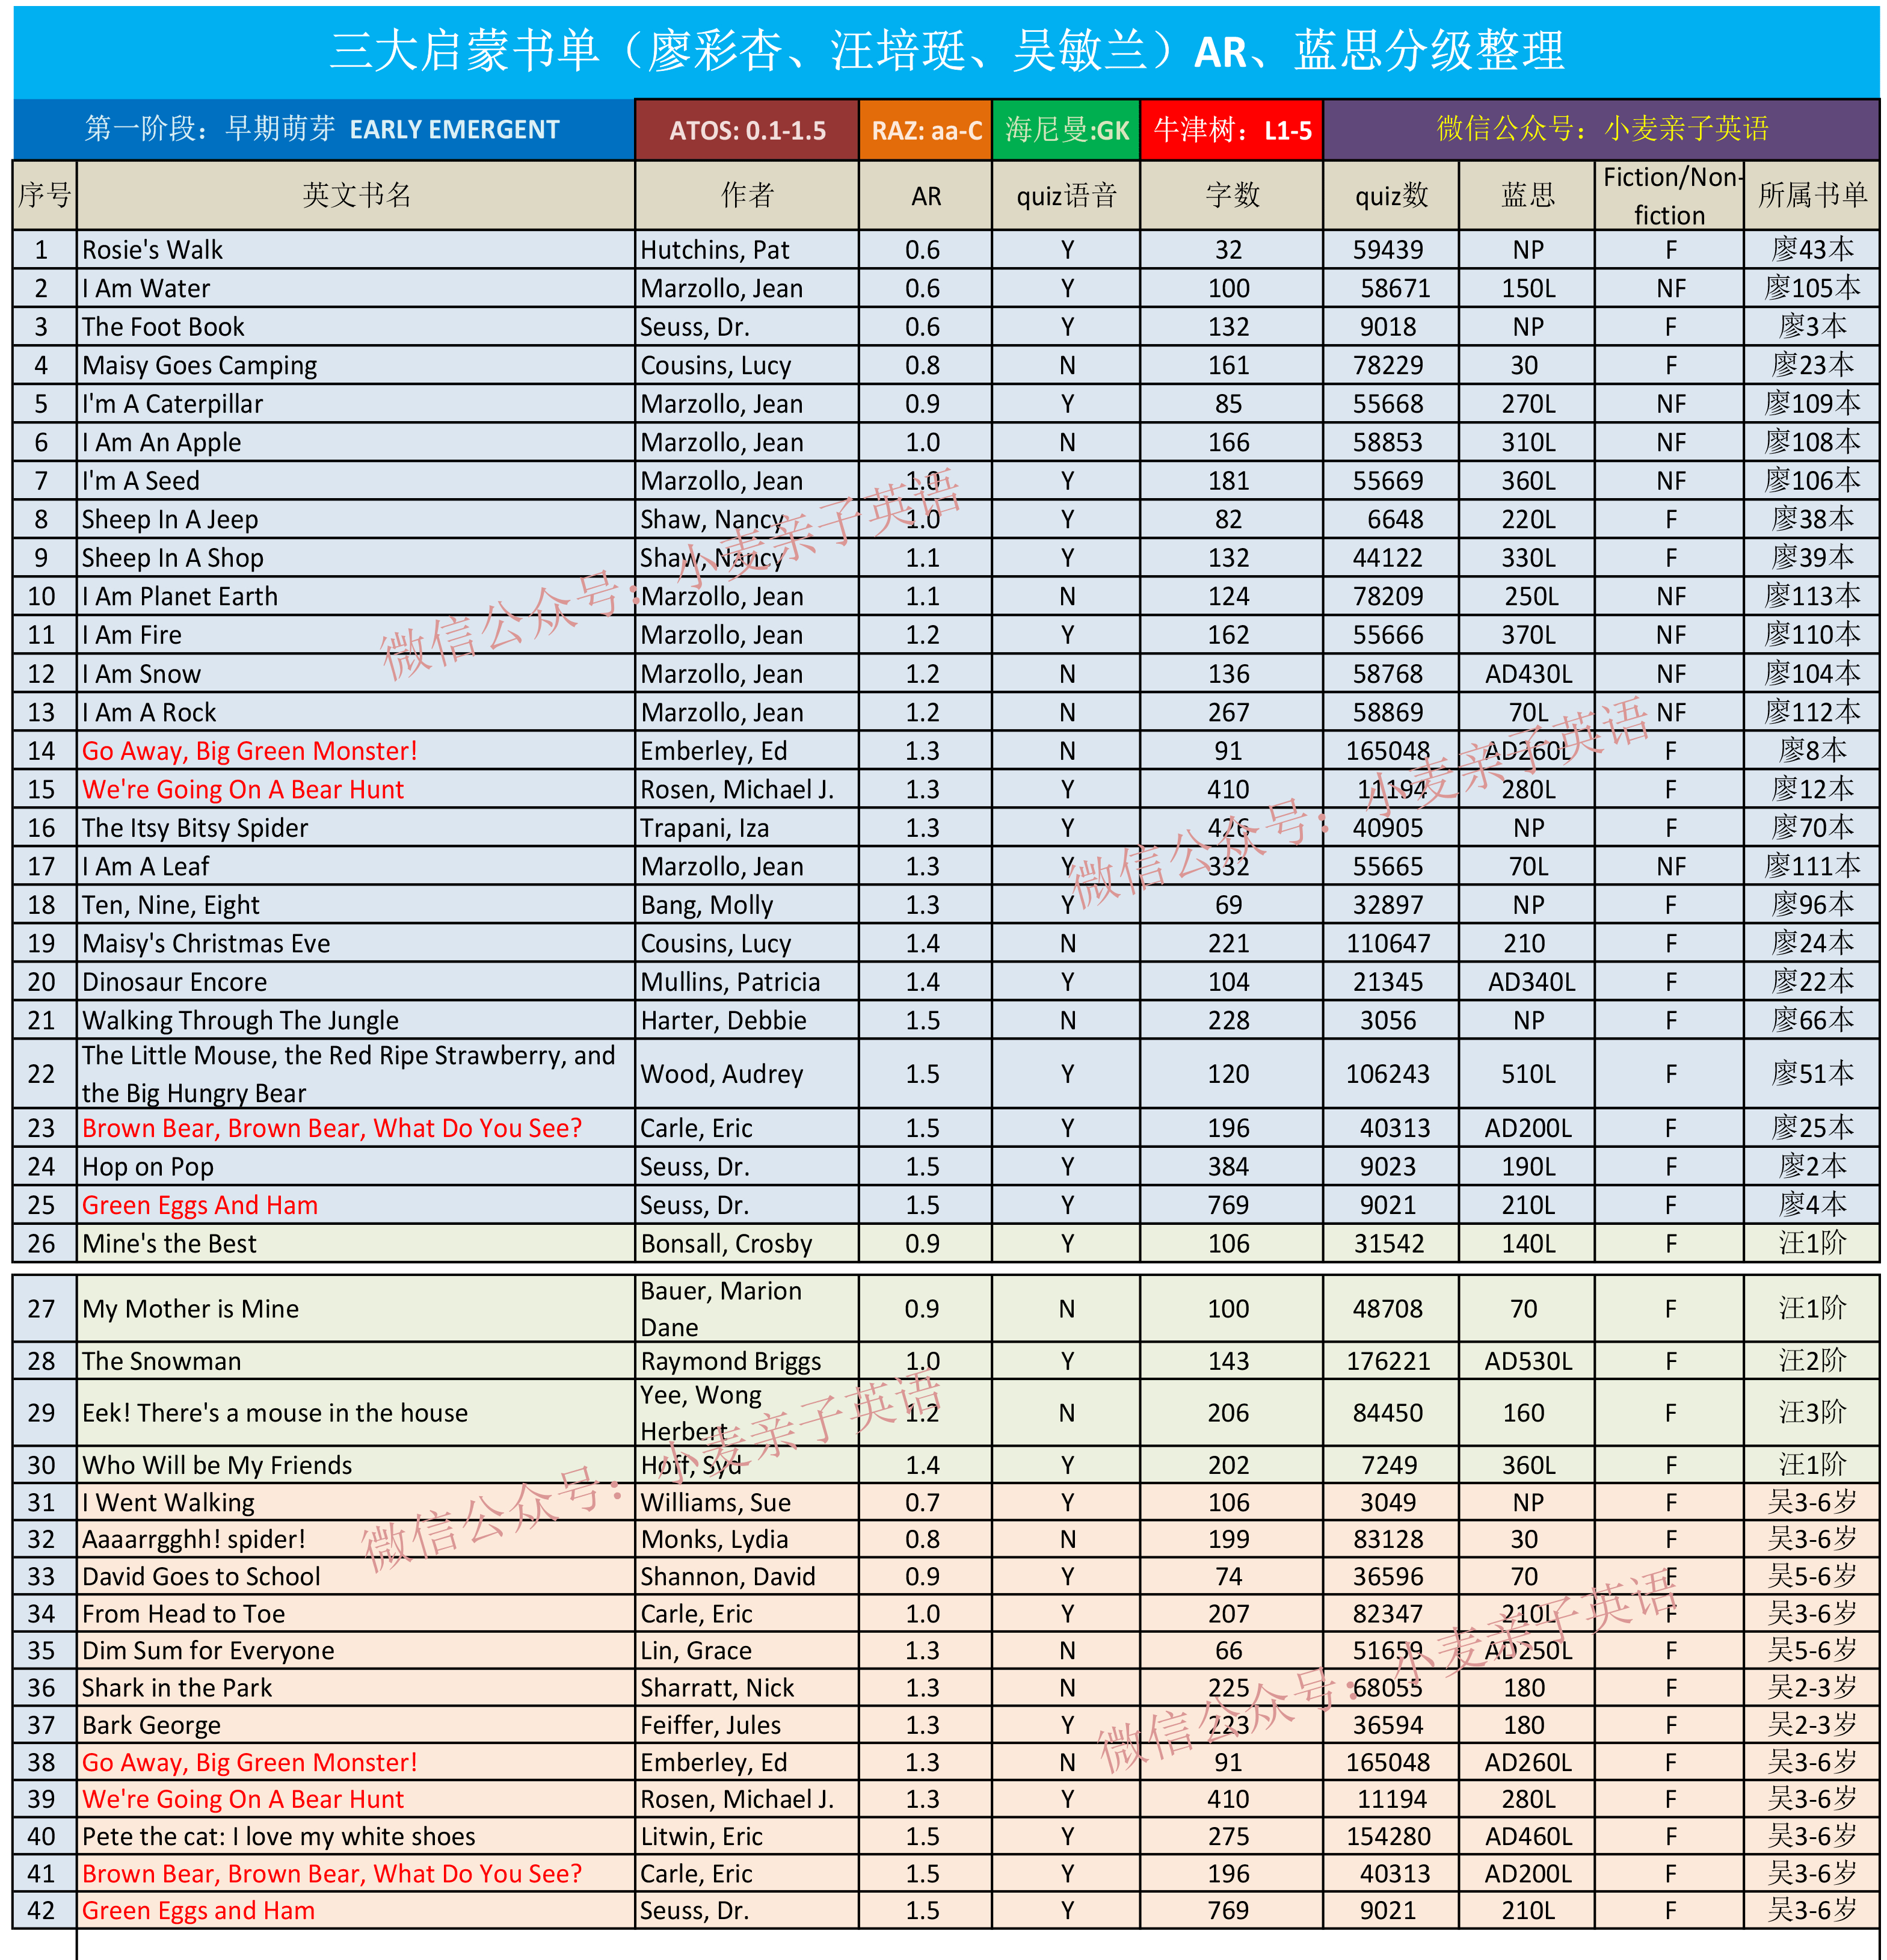 三大启蒙书单（廖彩杏、汪培珽、吴敏兰）AR、蓝思分级整理
第一阶段：早期萌芽 EARLY EMERGENT ATOS: 0.1-1.5 RAZ: aa-C 海尼曼:GK 牛津树：L1-5 微信公众号：小麦亲子英语
序号 英文书名 作者 AR quiz语音 字数 quiz数 蓝思 Fiction/Non-fiction 所属书单
1 Rosie's Walk Hutchins, Pat 0.6 Y 32 59439 NP F 廖43本
2 I Am Water Marzollo, Jean 0.6 Y 100 58671 150L NF 廖105本
3 The Foot Book Seuss, Dr. 0.6 Y 132 9018 NP F 廖3本
4 Maisy Goes Camping Cousins, Lucy 0.8 N 161 78229 30 F 廖23本
5 I'm A Caterpillar Marzollo, Jean 0.9 Y 85 55668 270L NF 廖109本
6 I Am An Apple Marzollo, Jean 1.0 N 166 58853 310L NF 廖108本
7 I'm A Seed Marzollo, Jean 1.0 Y 181 55669 360L NF 廖106本
8 Sheep In A Jeep Shaw, Nancy 1.0 Y 82 6648 220L F 廖38本
9 Sheep In A Shop Shaw, Nancy 1.1 Y 132 44122 330L F 廖39本
10 I Am Planet Earth Marzollo, Jean 1.1 N 124 78209 250L NF 廖113本
11 I Am Fire Marzollo, Jean 1.2 Y 162 55666 370L NF 廖110本
12 I Am Snow Marzollo, Jean 1.2 N 136 58768 AD430L NF 廖104本
13 I Am A Rock Marzollo, Jean 1.2 N 267 58869 70L NF 廖112本
14 Go Away, Big Green Monster! Emberley, Ed 1.3 N 91 165048 AD260L F 廖8本
15 We're Going On A Bear Hunt Rosen, Michael J. 1.3 Y 410 11194 280L F 廖12本
16 The Itsy Bitsy Spider Trapani, Iza 1.3 Y 426 40905 NP F 廖70本
17 I Am A Leaf Marzollo, Jean 1.3 Y 332 55665 70L NF 廖111本
18 Ten, Nine, Eight Bang, Molly 1.3 Y 69 32897 NP F 廖96本
19 Maisy's Christmas Eve Cousins, Lucy 1.4 N 221 110647 210 F 廖24本
20 Dinosaur Encore Mullins, Patricia 1.4 Y 104 21345 AD340L F 廖22本
21 Walking Through The Jungle Harter, Debbie 1.5 N 228 3056 NP F 廖66本
22 The Little Mouse, the Red Ripe Strawberry, and the Big Hungry Bear Wood, Audrey 1.5 Y 120 106243 510L F 廖51本
23 Brown Bear, Brown Bear, What Do You See? Carle, Eric 1.5 Y 196 40313 AD200L F 廖25本
24 Hop on Pop Seuss, Dr. 1.5 Y 384 9023 190L F 廖2本
25 Green Eggs And Ham Seuss, Dr. 1.5 Y 769 9021 210L F 廖4本
26 Mine's the Best Bonsall, Crosby 0.9 Y 106 31542 140L F 汪1阶
27 My Mother is Mine Bauer, Marion Dane 0.9 N 100 48708 70 F 汪1阶
28 The Snowman Raymond Briggs 1.0 Y 143 176221 AD530L F 汪2阶
29 Eek! There's a mouse in the house Yee, Wong Herbert 1.2 N 206 84450 160 F 汪3阶
30 Who Will be My Friends Hoff, Syd 1.4 Y 202 7249 360L F 汪1阶
31 I Went Walking Williams, Sue 0.7 Y 106 3049 NP F 吴3-6岁
32 Aaaarrgghh! spider! Monks, Lydia 0.8 N 199 83128 30 F 吴3-6岁
33 David Goes to School Shannon, David 0.9 Y 74 36596 70 F 吴5-6岁
34 From Head to Toe Carle, Eric 1.0 Y 207 82347 210L F 吴3-6岁
35 Dim Sum for Everyone Lin, Grace 1.3 N 66 51659 AD250L F 吴5-6岁
36 Shark in the Park Sharratt, Nick 1.3 N 225 68055 180 F 吴2-3岁
37 Bark George Feiffer, Jules 1.3 Y 223 36594 180 F 吴2-3岁
38 Go Away, Big Green Monster! Emberley, Ed 1.3 N 91 165048 AD260L F 吴3-6岁
39 We're Going On A Bear Hunt Rosen, Michael J. 1.3 Y 410 11194 280L F 吴3-6岁
40 Pete the cat: I love my white shoes Litwin, Eric 1.5 Y 275 154280 AD460L F 吴3-6岁
41 Brown Bear, Brown Bear, What Do You See? Carle, Eric 1.5 Y 196 40313 AD200L F 吴3-6岁
42 Green Eggs and Ham Seuss, Dr. 1.5 Y 769 9021 210L F 吴3-6岁
微信公众号：小麦亲子英语
微信公众号：小麦亲子英语
微信公众号：小麦亲子英语
微信公众号：小麦亲子英语